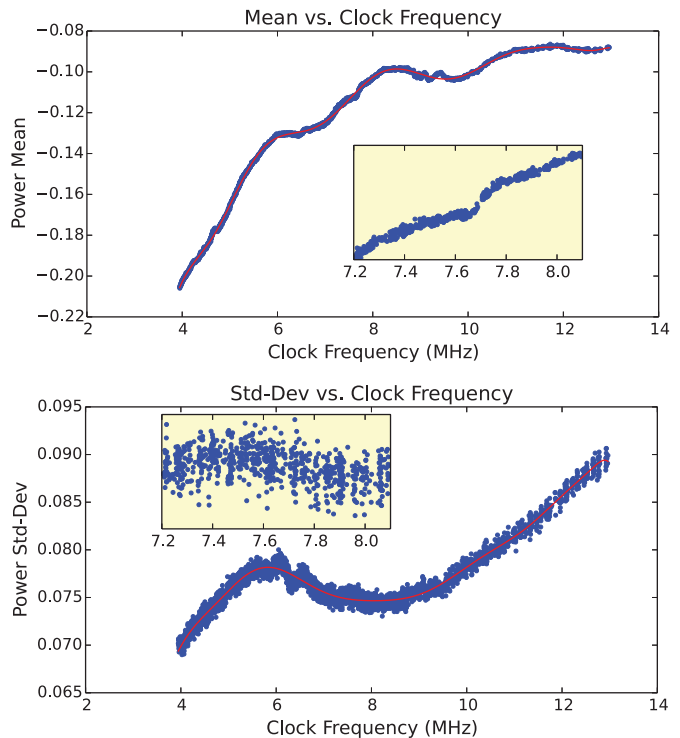 Mean vs. Clock Frequency
−0.08
−0.10
−0.12
−0.14
−0.16
−0.18
−0.20
−0.22
Power Mean
7.2 7.4 7.6 7.8 8.0
2 4 6 8 10 12 14
Clock Frequency (MHz)
Std-Dev vs. Clock Frequency
0.095
0.090
0.085
0.080
0.075
0.070
0.065
Power Std-Dev
7.2 7.4 7.6 7.8 8.0
2 4 6 8 10 12 14
Clock Frequency (MHz)